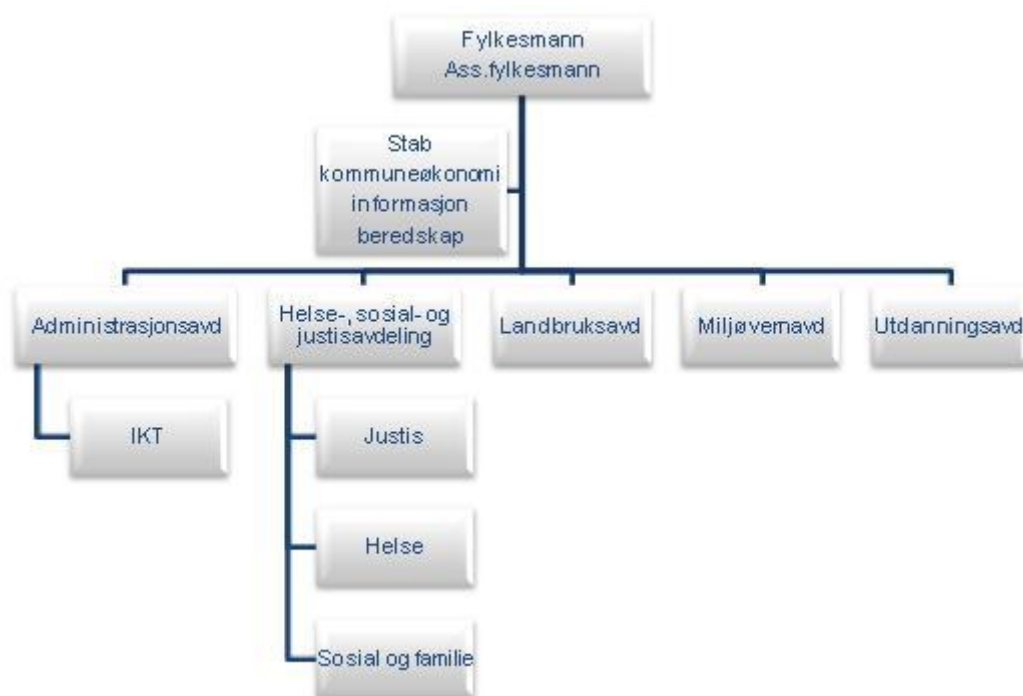 Fylkesmann
Ass.fylkesmann
Stab
kommuneøkonomi
informasjon
beredskap
Administrasjonsavd
Helse-, sosial- og
justisavdeling
Landbruksavd
Miljøvernavd
Utdanningsavd
IKT
Justis
Helse
Sosial og familie